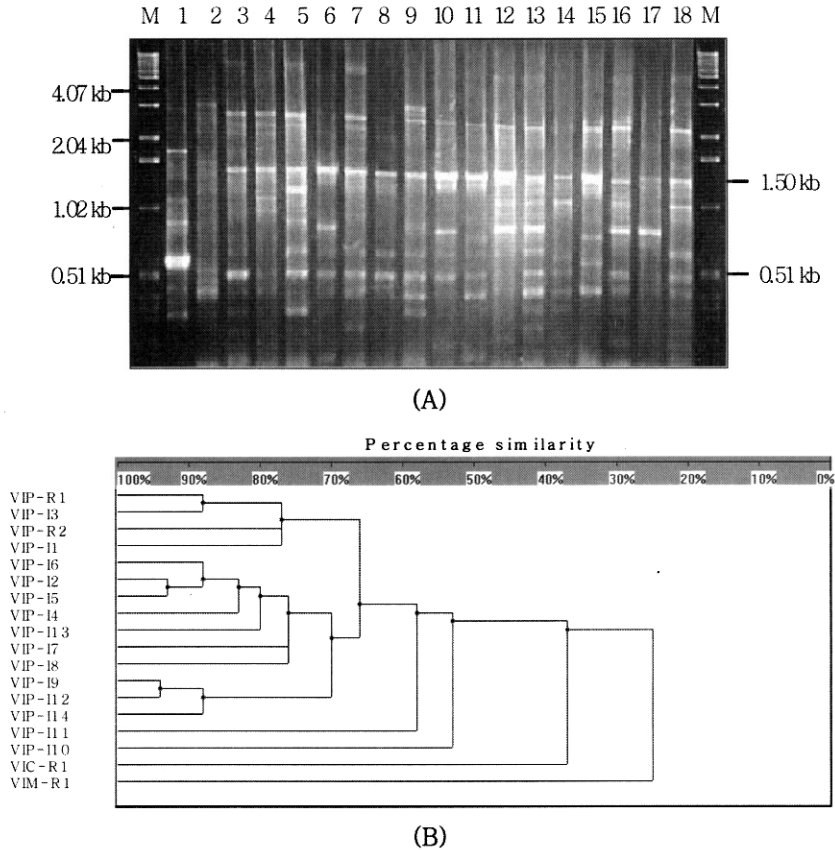 M 1 2 3 4 5 6 7 8 9 10 11 12 13 14 15 16 17 18 M
4.07 kb
2.04 kb
1.50 kb
1.02 kb
0.51 kb
0.51 kb
(A)
Percentage similarity
100% 90% 80% 70% 60% 50% 40% 30% 20% 10% 0%
VIP-R1
VIP-I3
VIP-R2
VIP-I1
VIP-I6
VIP-I2
VIP-I5
VIP-I4
VIP-I13
VIP-I7
VIP-I8
VIP-I9
VIP-I12
VIP-I14
VIP-I11
VIP-I10
VIC-R1
VIM-R1
(B)